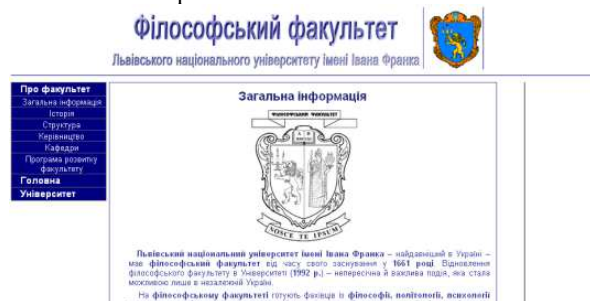 Філософський факультет
Львівського національного університету імені Івана Франка
Про факультет
Загальна інформація
Історія
Структура
Керівництво
Кафедри
Програма розвитку
факультету
Головна
Університет
Загальна інформація
ФІЛОСОФСЬКИЙ ФАКУЛЬТЕТ
NOSCE TE IPSUM
Львівський національний університет імені Івана Франка – найдавніший в Україні –
мав філософський факультет від часу свого заснування у 1661 році. Відновлення
філософського факультету в Університеті (1992 р.) – непересічна й важлива подія, яка стала
можливою лише в незалежній Україні.
На філософському факультеті готують фахівців із філософії, політології, психології